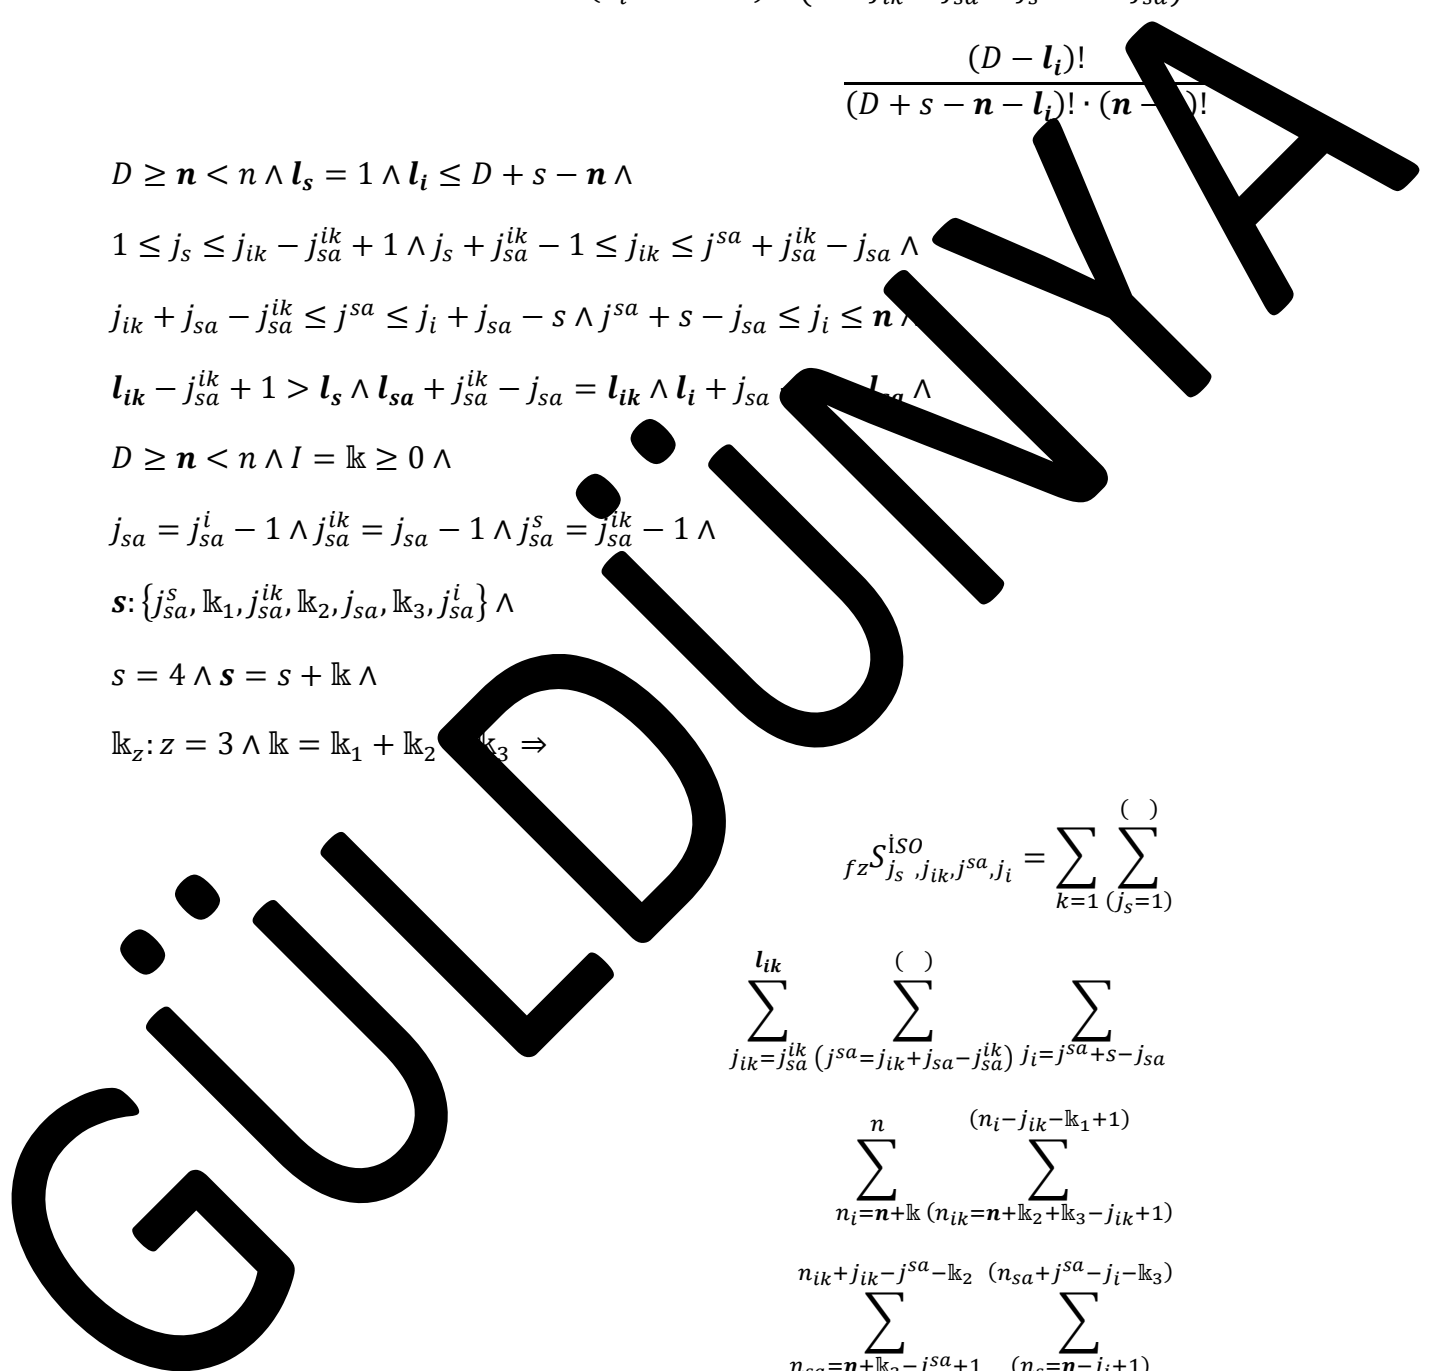 (D − l_i)!
(D + s − n − l_i)! · (n − )!
D ≥ n < n ∧ l_s = 1 ∧ l_i ≤ D + s − n ∧
1 ≤ j_s ≤ j_ik − j_sa^ik + 1 ∧ j_s + j_sa^ik − 1 ≤ j_ik ≤ j^sa + j_sa^ik − j_sa ∧
j_ik + j_sa − j_sa^ik ≤ j^sa ≤ j_i + j_sa − s ∧ j^sa + s − j_sa ≤ j_i ≤ n ∧
l_ik − j_sa^ik + 1 > l_s ∧ l_sa + j_sa^ik − j_sa = l_ik ∧ l_i + j_sa l_sa ∧
D ≥ n < n ∧ I = 𝕜 ≥ 0 ∧
j_sa = j_sa^i − 1 ∧ j_sa^ik = j_sa − 1 ∧ j_sa^s = j_sa^ik − 1 ∧
s: {j_sa^s, 𝕜_1, j_sa^ik, 𝕜_2, j_sa, 𝕜_3, j_sa^i} ∧
s = 4 ∧ s = s + 𝕜 ∧
𝕜_z: z = 3 ∧ 𝕜 = 𝕜_1 + 𝕜_2 𝕜_3 ⇒
( )
fz S^İSO_{j_s ,j_ik,j^sa,j_i} = ∑ ∑
k=1 (j_s=1)
l_ik ( )
∑ ∑ ∑
j_ik=j_sa^ik (j^sa=j_ik+j_sa−j_sa^ik) j_i=j^sa+s−j_sa
n (n_i−j_ik−𝕜_1+1)
∑ ∑
n_i=n+𝕜 (n_ik=n+𝕜_2+𝕜_3−j_ik+1)
n_ik+j_ik−j^sa−𝕜_2 (n_sa+j^sa−j_i−𝕜_3)
∑ ∑
n_sa=n+𝕜_3−j^sa+1 (n_s=n−j_i+1)
GÜLDÜNYA